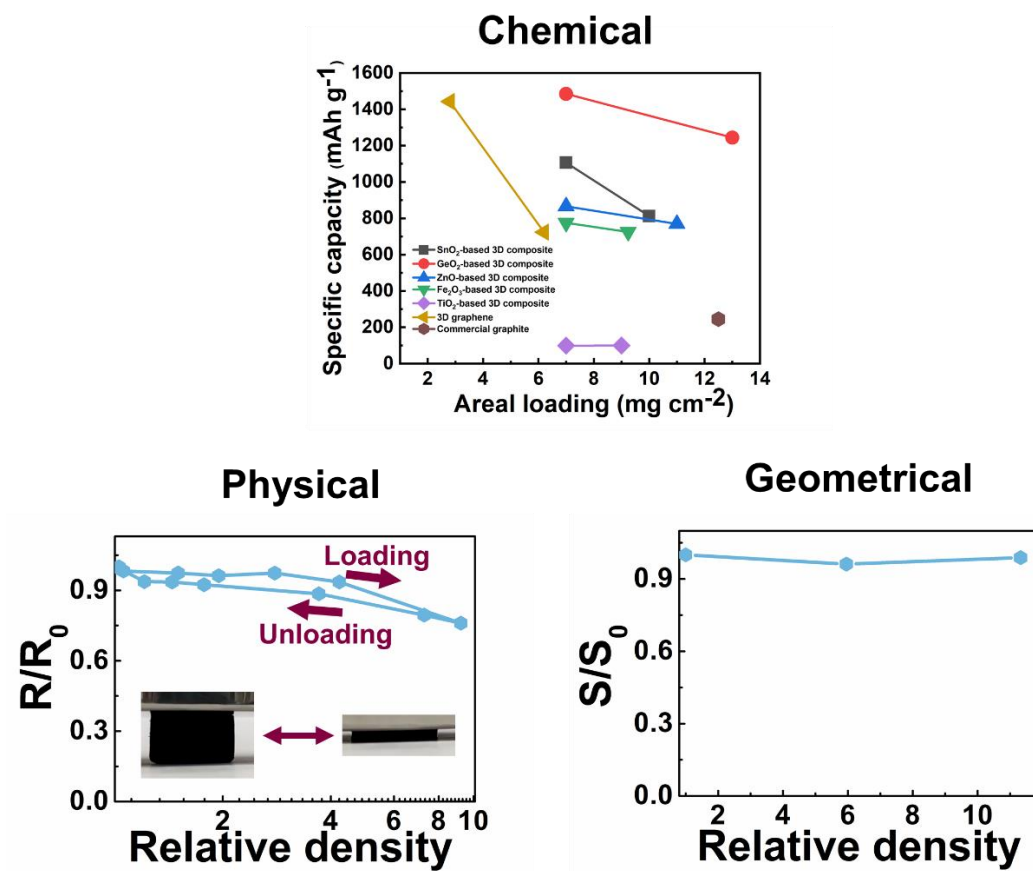 Chemical
Specific capacity (mAh g-1)
1600
1400
1200
1000
800
600
400
200
0
SnO2-based 3D composite
GeO2-based 3D composite
ZnO-based 3D composite
Fe2O3-based 3D composite
TiO2-based 3D composite
3D graphene
Commercial graphite
2 4 6 8 10 12 14
Areal loading (mg cm-2)
Physical
R/R0
0.9
0.6
0.3
0.0
Loading
Unloading
2 4 6 8 10
Relative density
Geometrical
S/S0
0.9
0.6
0.3
0.0
2 4 6 8 10
Relative density